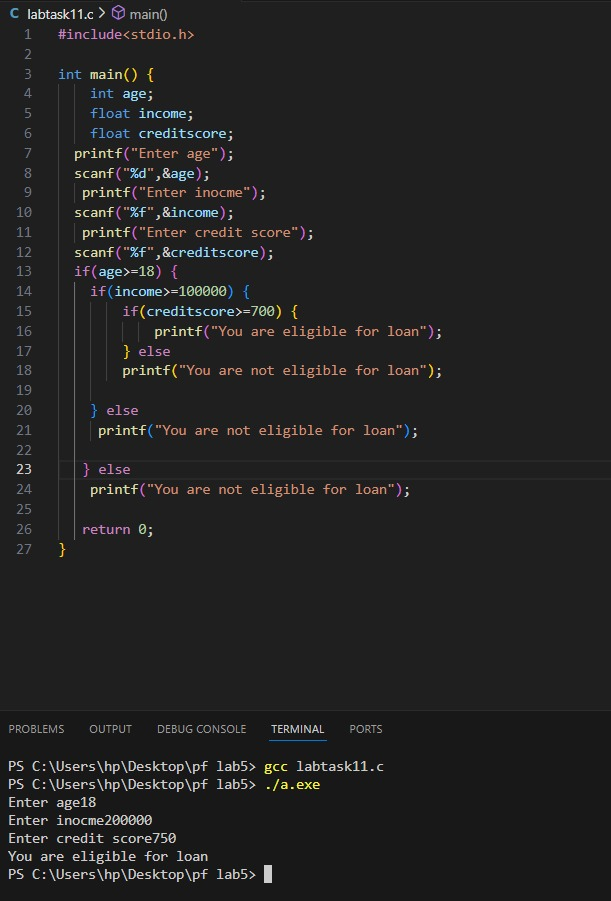 labtask11.c > main()
1 #include<stdio.h>
2
3 int main() {
4 int age;
5 float income;
6 float creditscore;
7 printf("Enter age");
8 scanf("%d",&age);
9 printf("Enter inocme");
10 scanf("%f",&income);
11 printf("Enter credit score");
12 scanf("%f",&creditscore);
13 if(age>=18) {
14 if(income>=100000) {
15 if(creditscore>=700) {
16 printf("You are eligible for loan");
17 } else
18 printf("You are not eligible for loan");
19
20 } else
21 printf("You are not eligible for loan");
22
23 } else
24 printf("You are not eligible for loan");
25
26 return 0;
27 }
PROBLEMS OUTPUT DEBUG CONSOLE TERMINAL PORTS
PS C:\Users\hp\Desktop\pf lab5> gcc labtask11.c
PS C:\Users\hp\Desktop\pf lab5> ./a.exe
Enter age18
Enter inocme200000
Enter credit score750
You are eligible for loan
PS C:\Users\hp\Desktop\pf lab5>